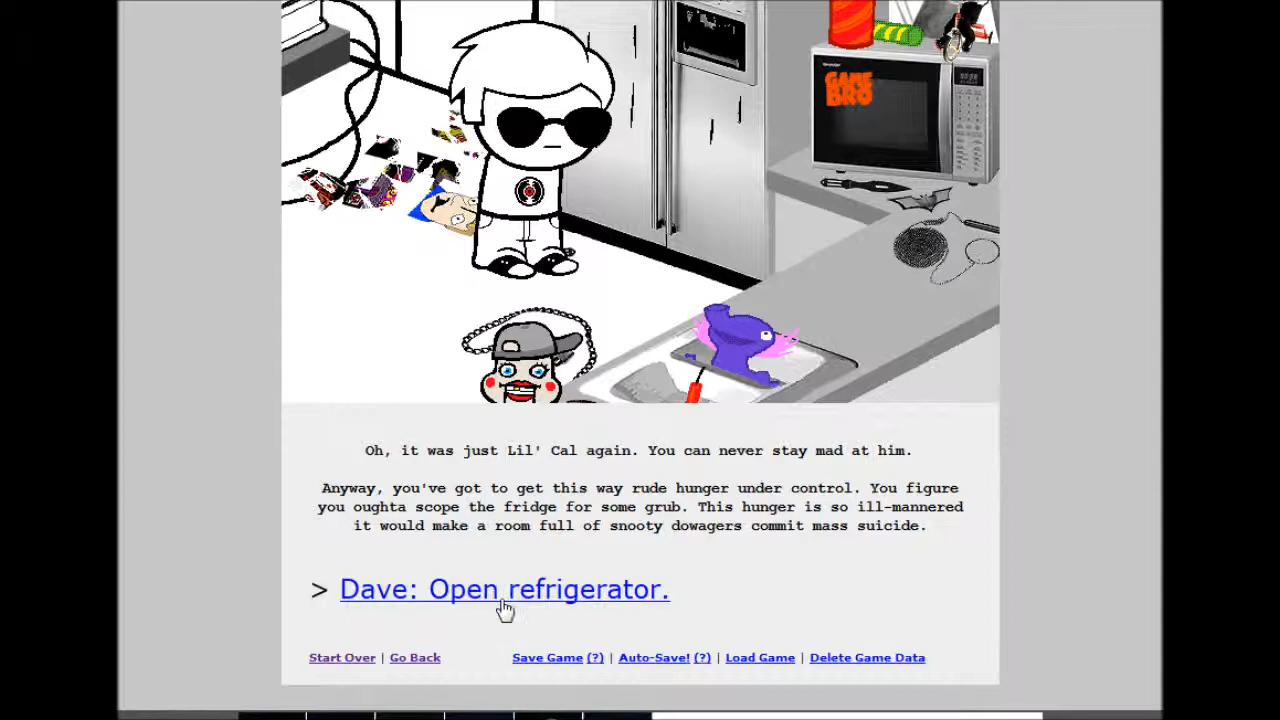 GAME
BRO
Oh, it was just Lil' Cal again. You can never stay mad at him.
Anyway, you've got to get this way rude hunger under control. You figure
you oughta scope the fridge for some grub. This hunger is so ill-mannered
it would make a room full of snooty dowagers commit mass suicide.
> Dave: Open refrigerator.
Start Over | Go Back Save Game (?) | Auto-Save! (?) | Load Game | Delete Game Data